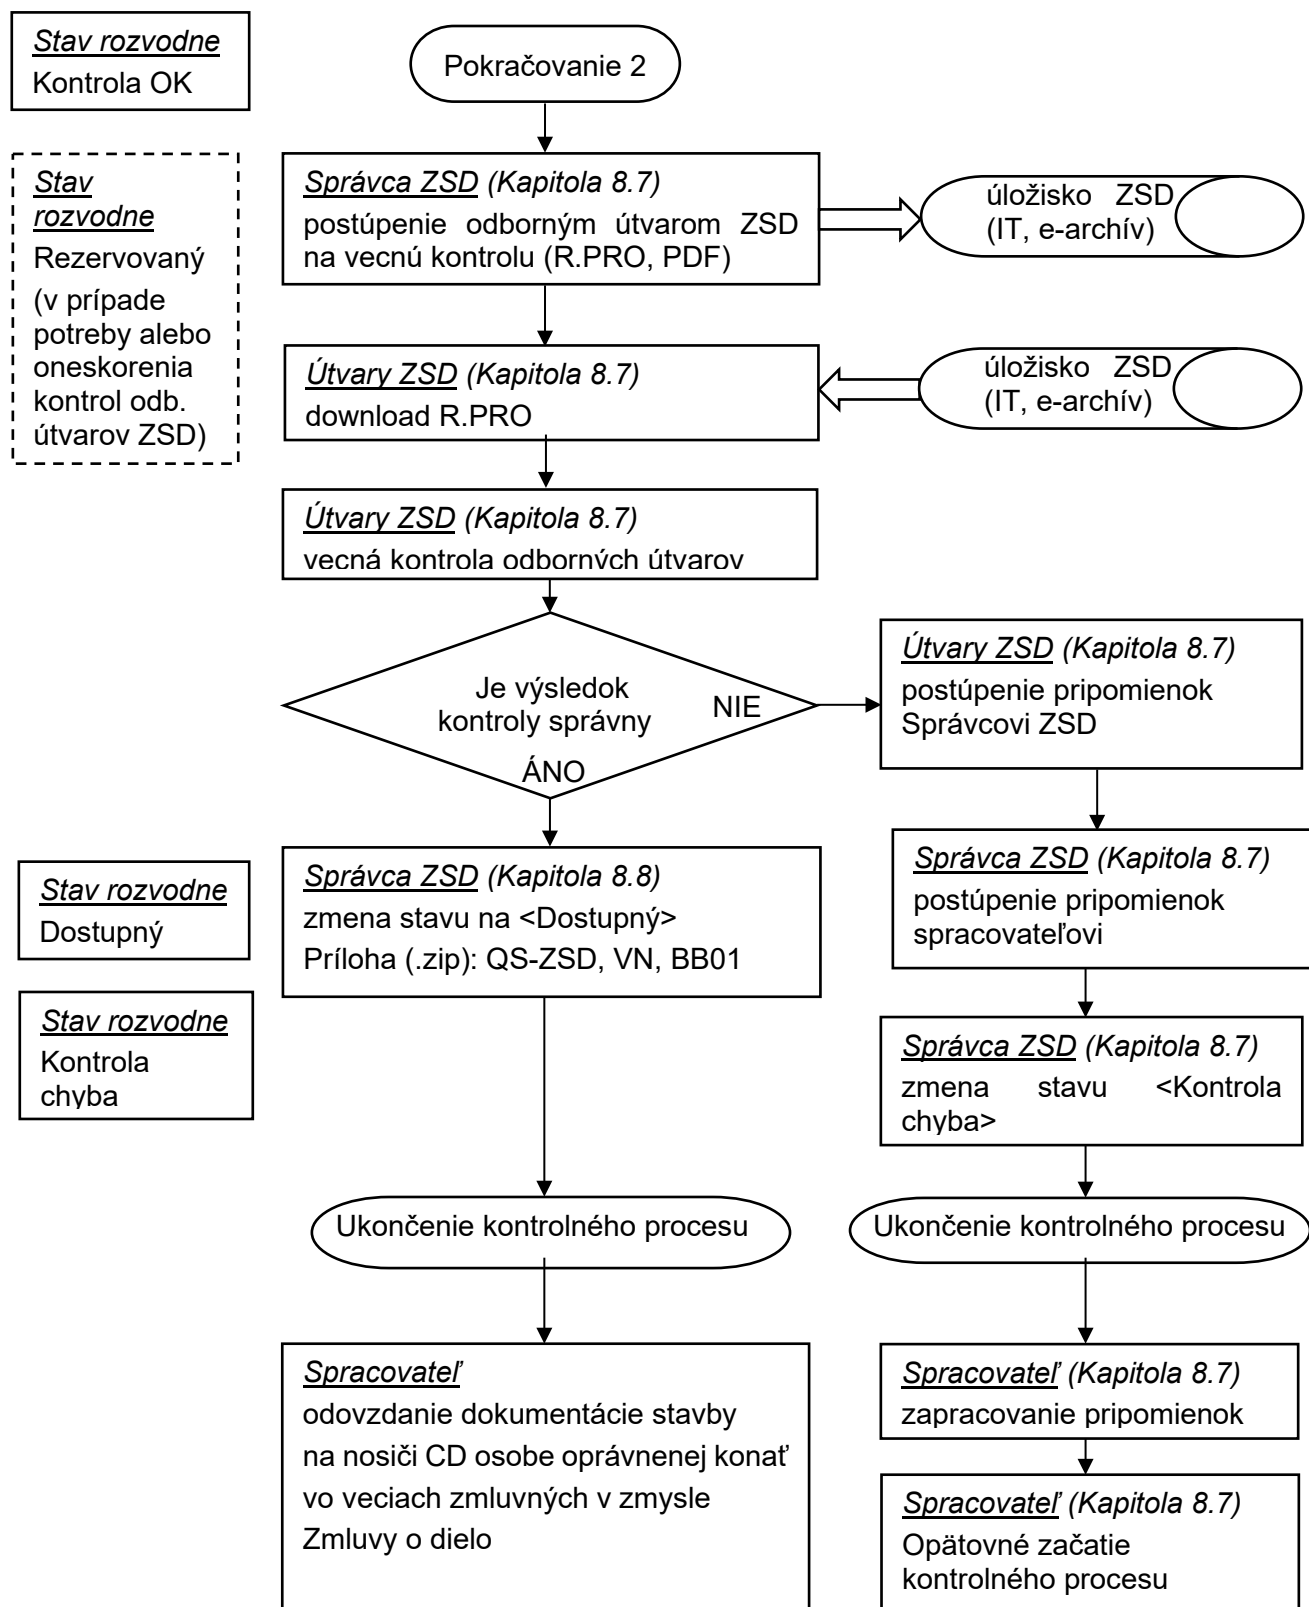 Stav rozvodne
Kontrola OK
Pokračovanie 2
Stav
rozvodne
Rezervovaný
(v prípade
potreby alebo
oneskorenia
kontrol odb.
útvarov ZSD)
Správca ZSD (Kapitola 8.7)
postúpenie odborným útvarom ZSD
na vecnú kontrolu (R.PRO, PDF)
úložisko ZSD
(IT, e-archív)
Útvary ZSD (Kapitola 8.7)
download R.PRO
úložisko ZSD
(IT, e-archív)
Útvary ZSD (Kapitola 8.7)
vecná kontrola odborných útvarov
Je výsledok
kontroly správny
NIE
ÁNO
Útvary ZSD (Kapitola 8.7)
postúpenie pripomienok
Správcovi ZSD
Stav rozvodne
Dostupný
Správca ZSD (Kapitola 8.8)
zmena stavu na <Dostupný>
Príloha (.zip): QS-ZSD, VN, BB01
Správca ZSD (Kapitola 8.7)
postúpenie pripomienok
spracovateľovi
Stav rozvodne
Kontrola
chyba
Správca ZSD (Kapitola 8.7)
zmena stavu <Kontrola
chyba>
Ukončenie kontrolného procesu
Ukončenie kontrolného procesu
Spracovateľ
odovzdanie dokumentácie stavby
na nosiči CD osobe oprávnenej konať
vo veciach zmluvných v zmysle
Zmluvy o dielo
Spracovateľ (Kapitola 8.7)
zapracovanie pripomienok
Spracovateľ (Kapitola 8.7)
Opätovné začatie
kontrolného procesu